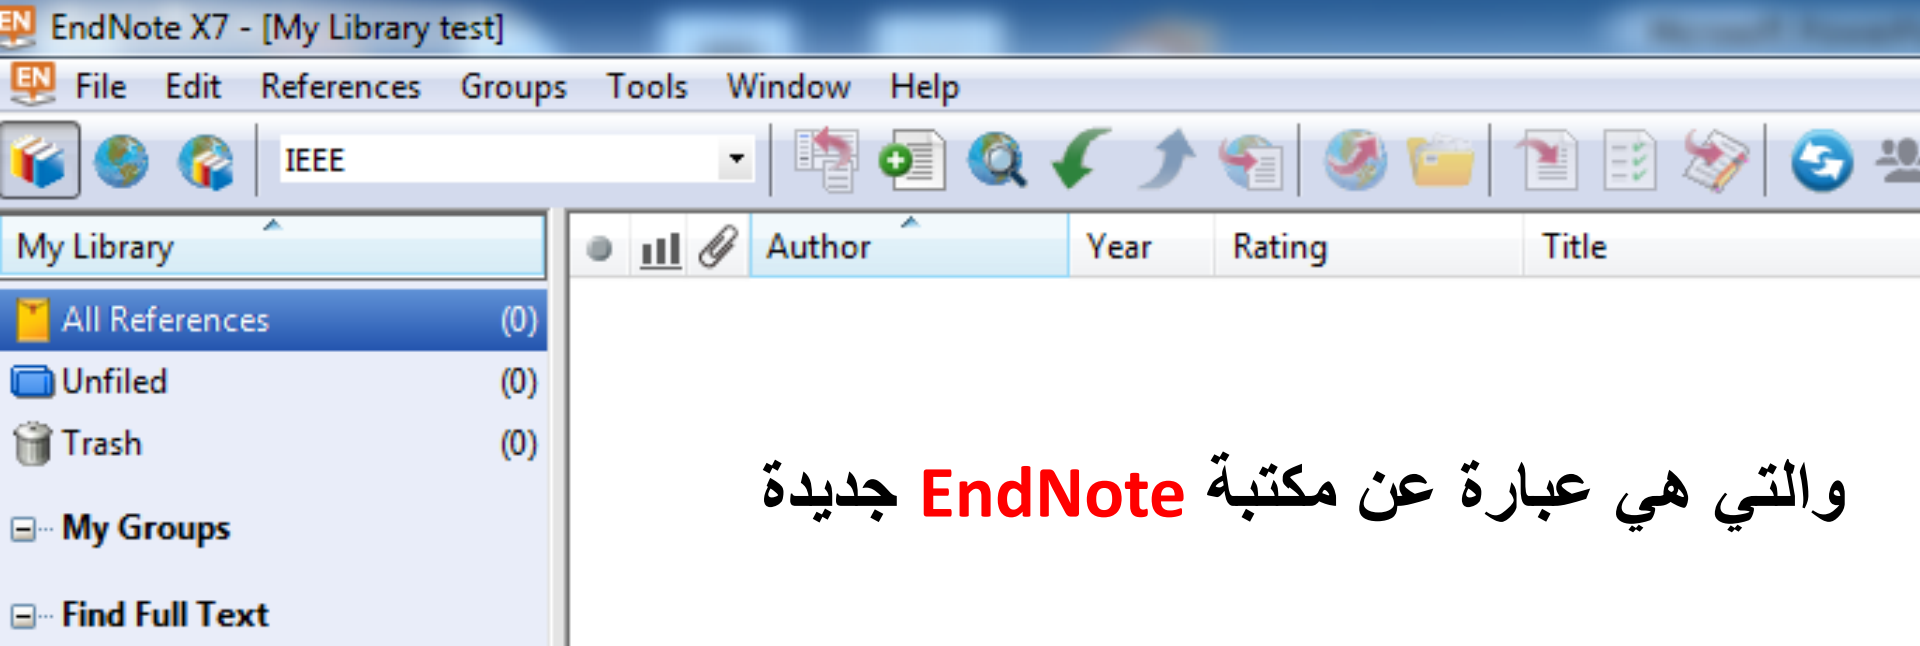 EndNote X7 - [My Library test]
File Edit References Groups Tools Window Help
IEEE
My Library
Author Year Rating Title
All References (0)
Unfiled (0)
Trash (0)
والتي هي عبارة عن مكتبة EndNote جديدة
My Groups
Find Full Text